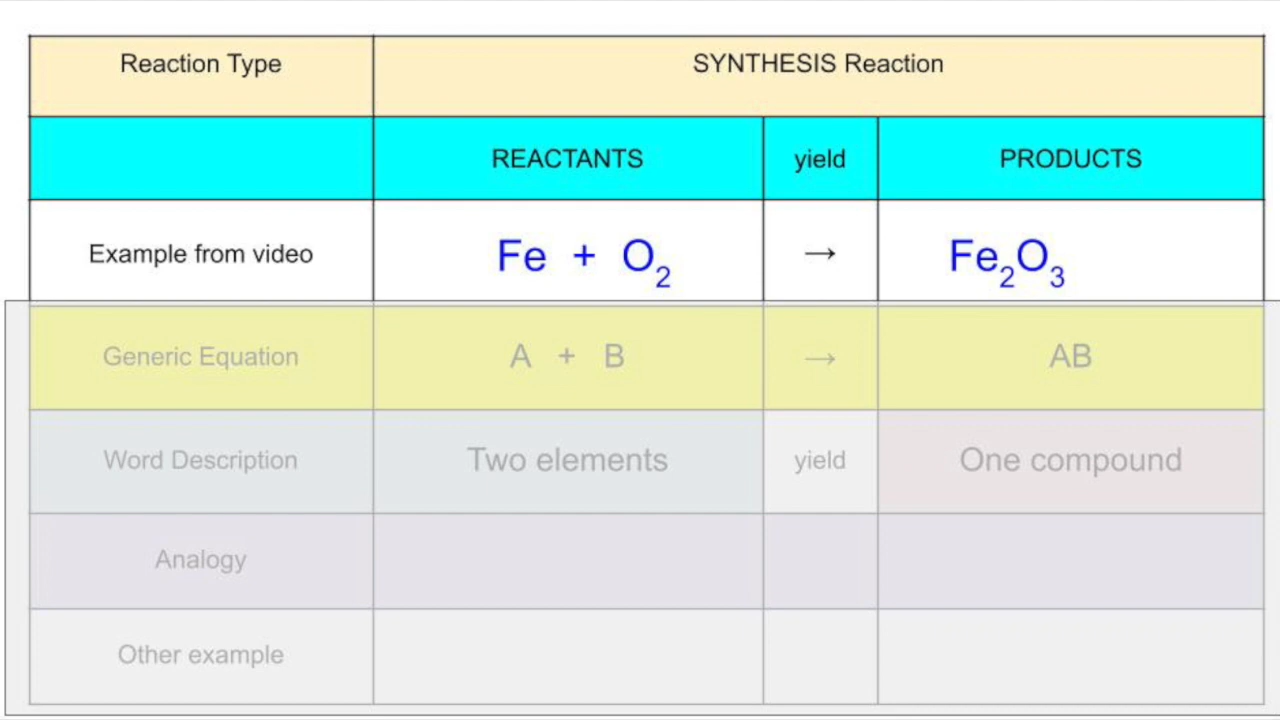 Reaction Type SYNTHESIS Reaction
REACTANTS yield PRODUCTS
Example from video Fe + O₂ → Fe₂O₃
Generic Equation A + B → AB
Word Description Two elements yield One compound
Analogy
Other example